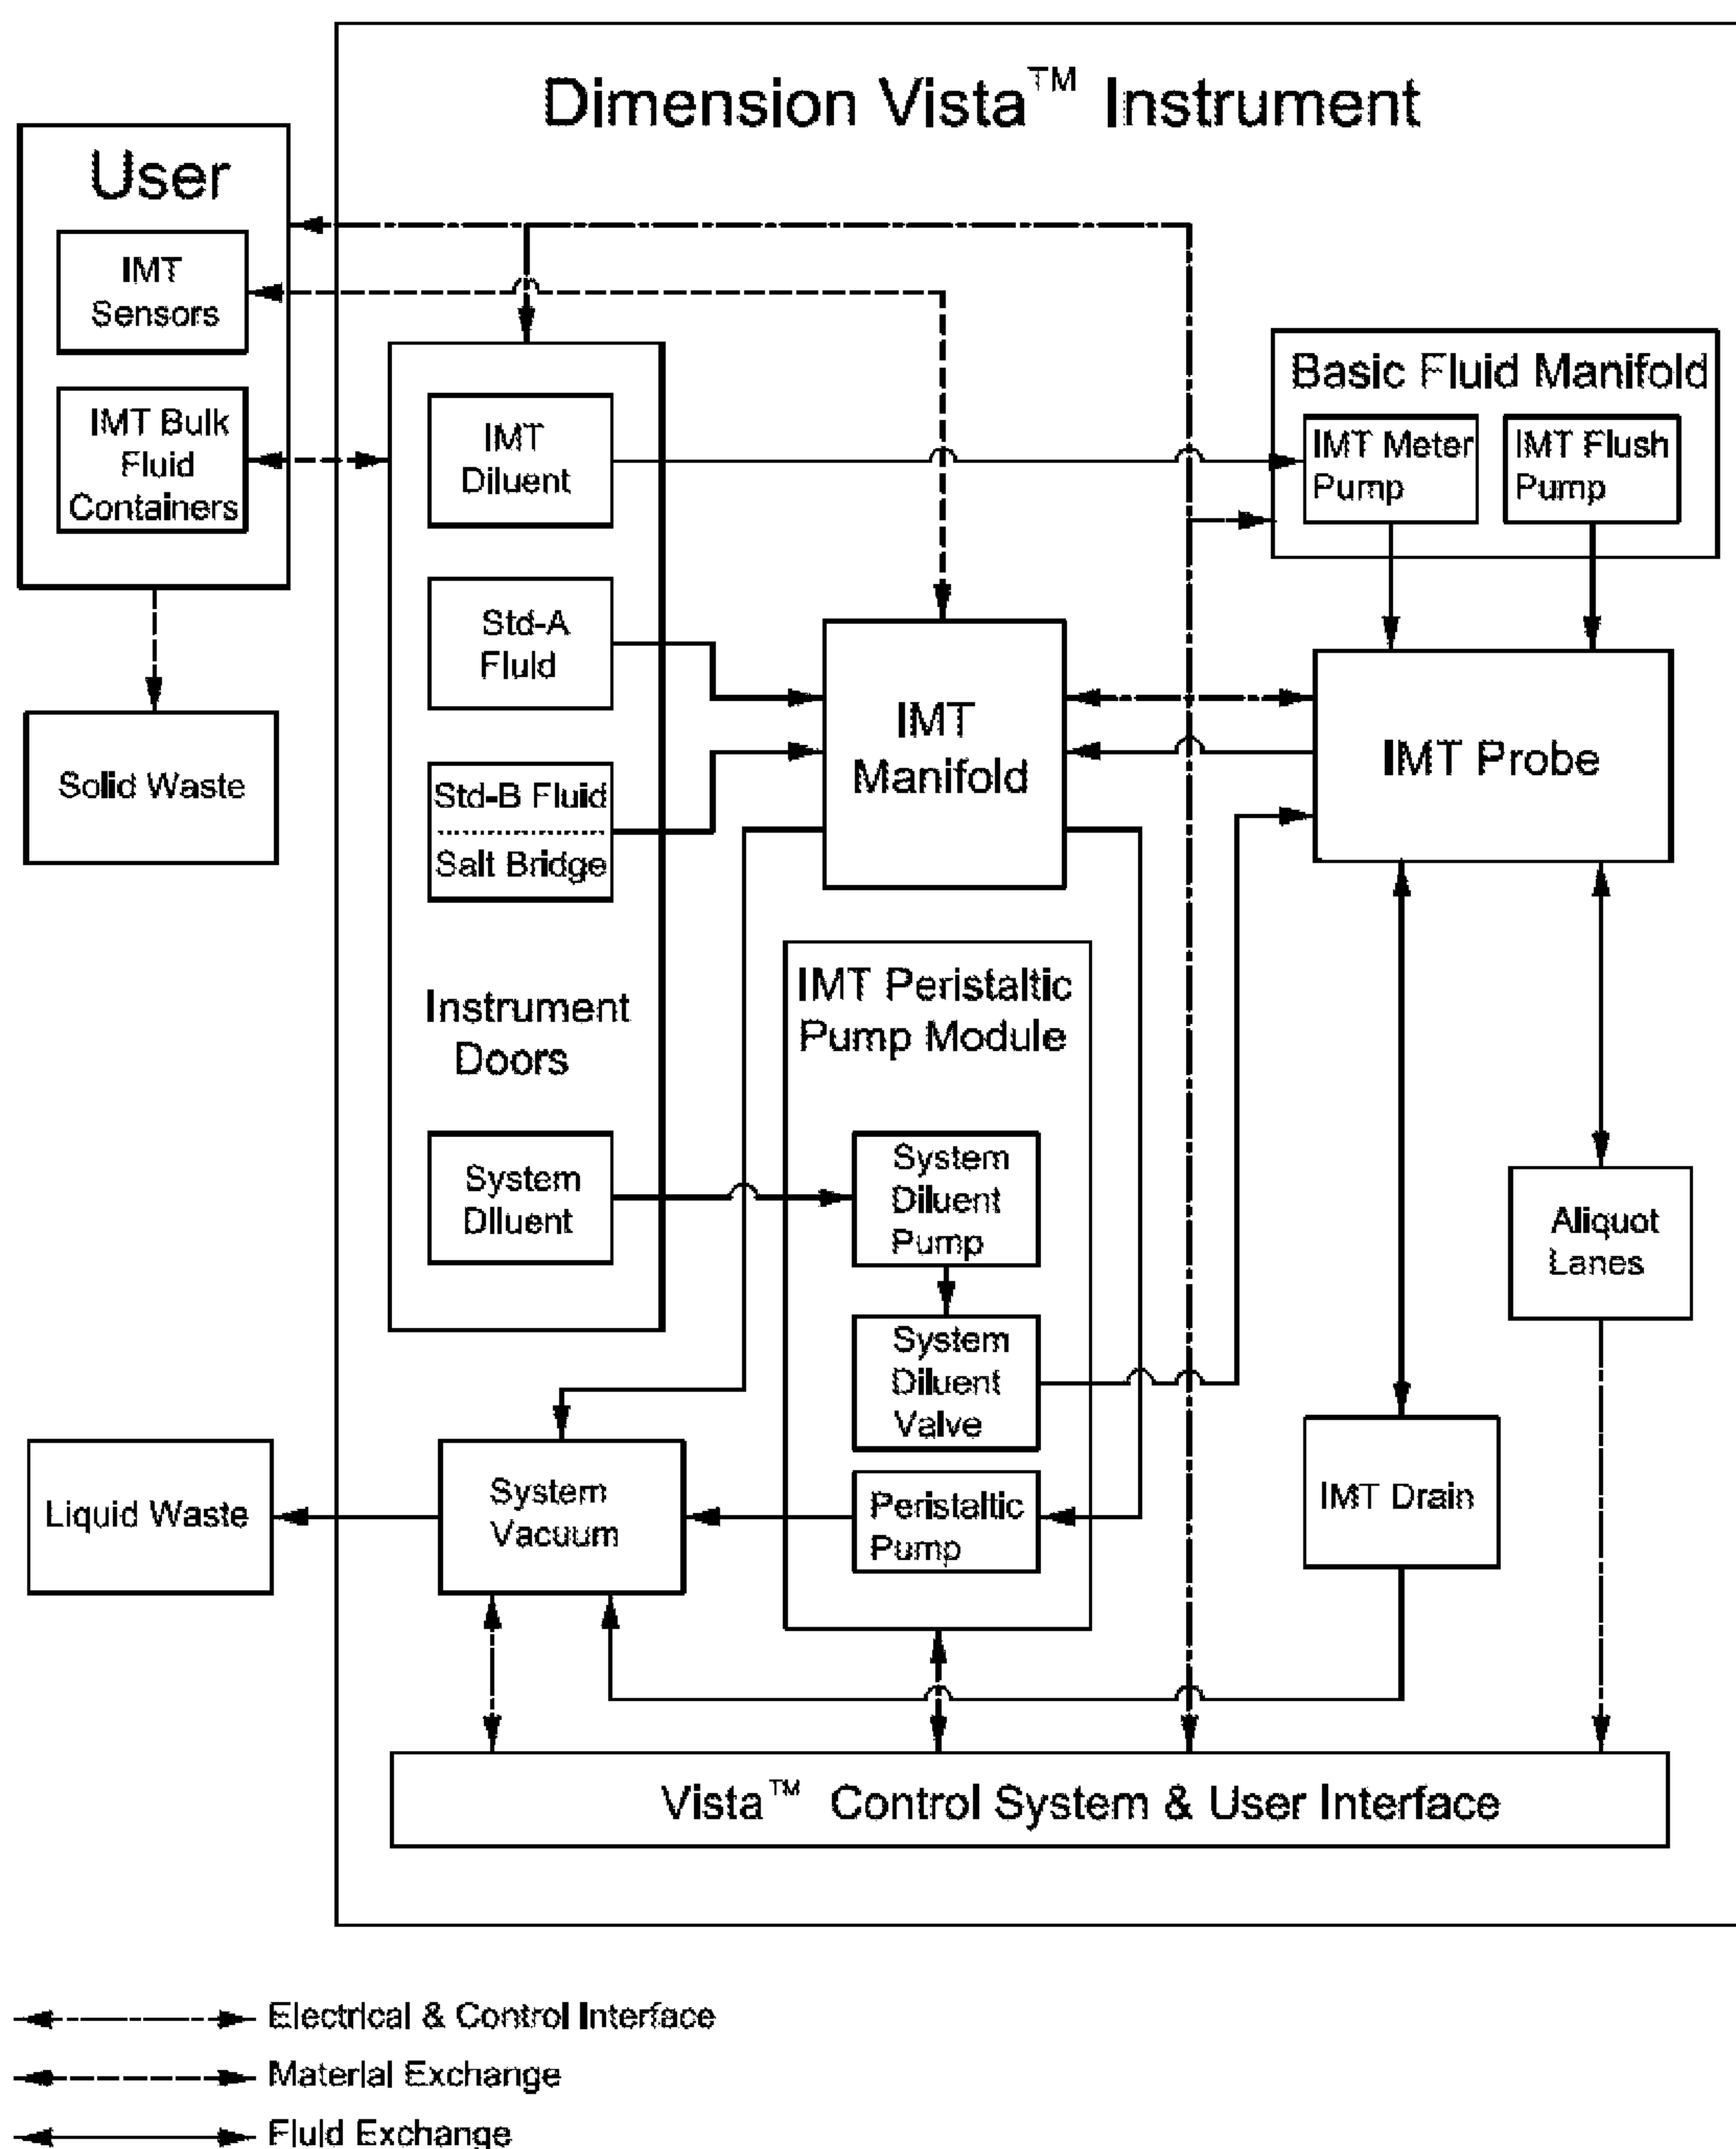 Dimension Vista™ Instrument
User
IMT
Sensors
IMT Bulk
Fluid
Containers
Solid Waste
Liquid Waste
IMT
Diluent
Std-A
Fluid
Std-B Fluid
Salt Bridge
Instrument
Doors
System
Diluent
System
Vacuum
IMT
Manifold
IMT Peristaltic
Pump Module
System
Diluent
Pump
System
Diluent
Valve
Peristaltic
Pump
Basic Fluid Manifold
IMT Meter
Pump
IMT Flush
Pump
IMT Probe
Aliquot
Lanes
IMT Drain
Vista™ Control System & User Interface
Electrical & Control Interface
Material Exchange
Fluid Exchange